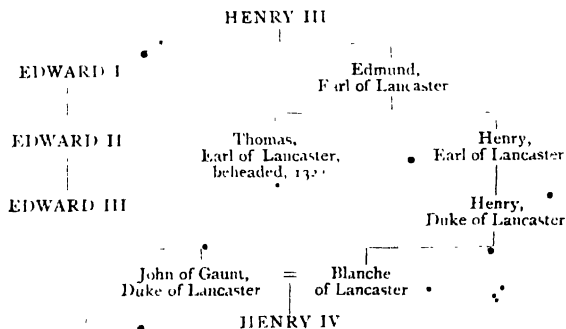 HENRY III
EDWARD I
Edmund,
Earl of Lancaster
EDWARD II
Thomas,
Earl of Lancaster,
beheaded,
Henry,
Earl of Lancaster
EDWARD III
Henry,
Duke of Lancaster
John of Gaunt,
Duke of Lancaster
=
Blanche
of Lancaster
HENRY IV